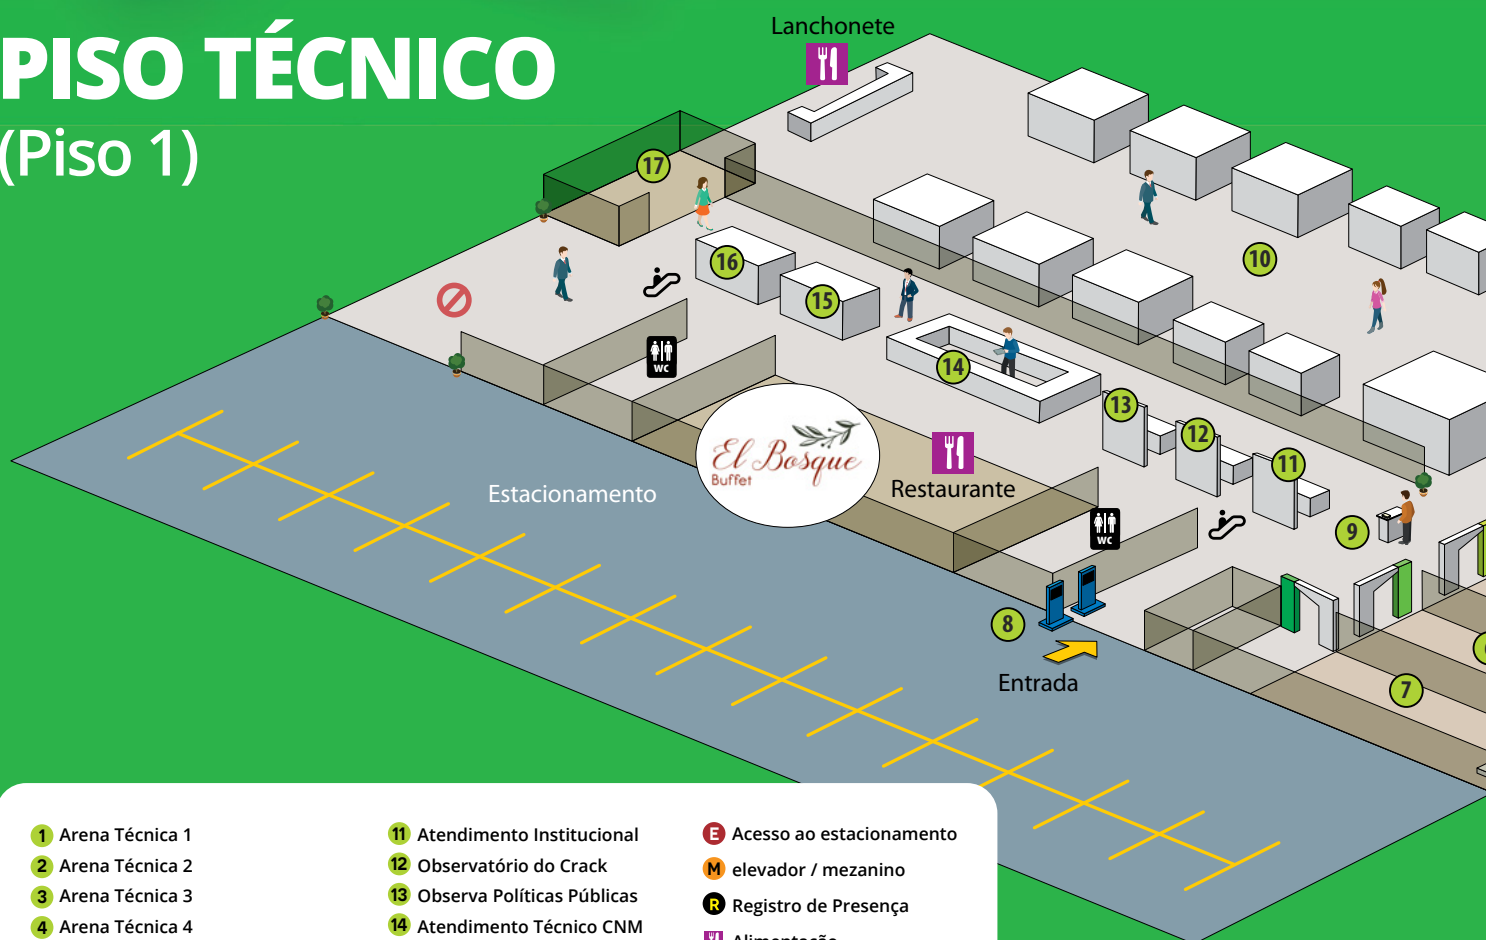 PISO TÉCNICO
(Piso 1)
Lanchonete
17
16
15
10
14
13
12
11
9
WC
El Bosque
Buffet
Restaurante
Estacionamento
WC
8
Entrada
7
1 Arena Técnica 1
2 Arena Técnica 2
3 Arena Técnica 3
4 Arena Técnica 4
11 Atendimento Institucional
12 Observatório do Crack
13 Observa Políticas Públicas
14 Atendimento Técnico CNM
E Acesso ao estacionamento
M elevador / mezanino
R Registro de Presença
Alimentação